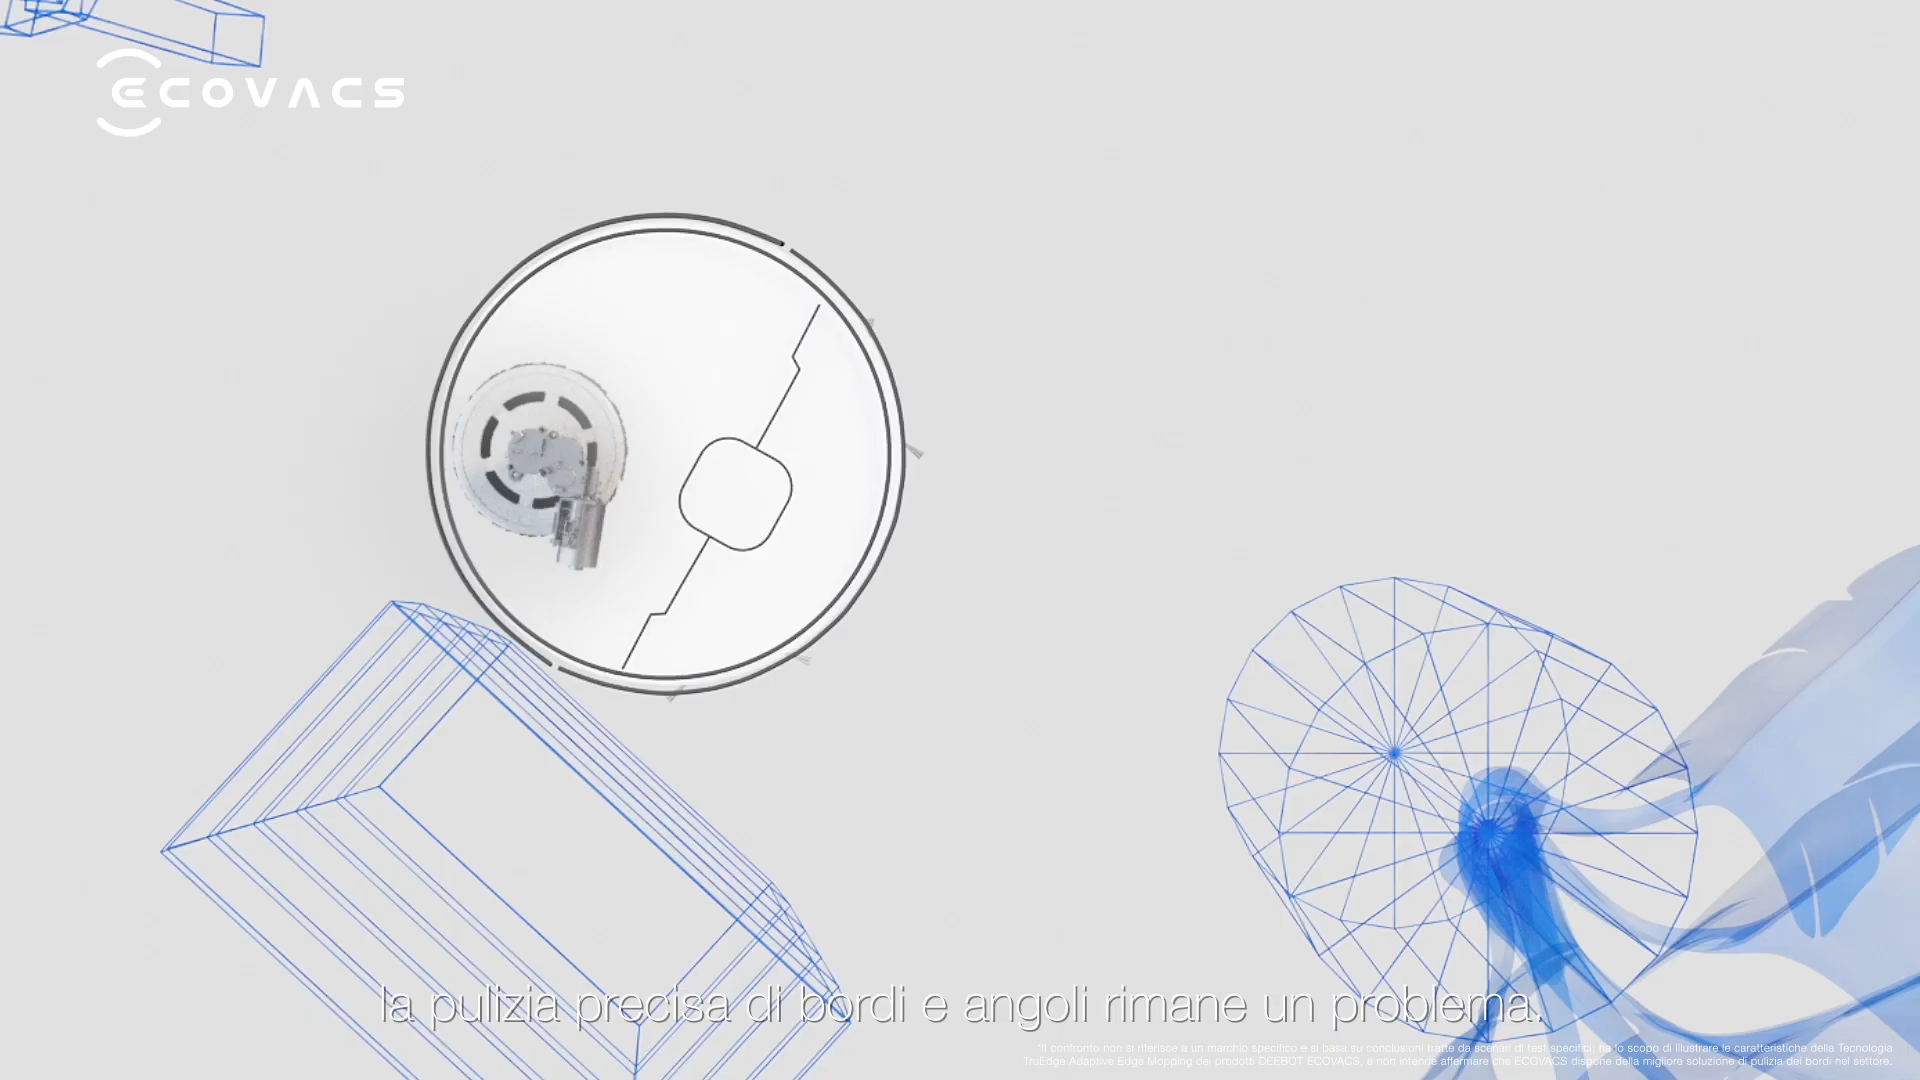 ECOVACS
la pulizia precisa di bordi e angoli rimane un problema.
*Il confronto non si riferisce a un marchio specifico e si basa su conclusioni tratte da scenari di test specifici; ha lo scopo di illustrare le caratteristiche della Tecnologia
TruEdge Adaptive Edge Mopping dei prodotti DEEBOT ECOVACS, e non intende affermare che ECOVACS dispone della migliore soluzione di pulizia dei bordi nel settore.